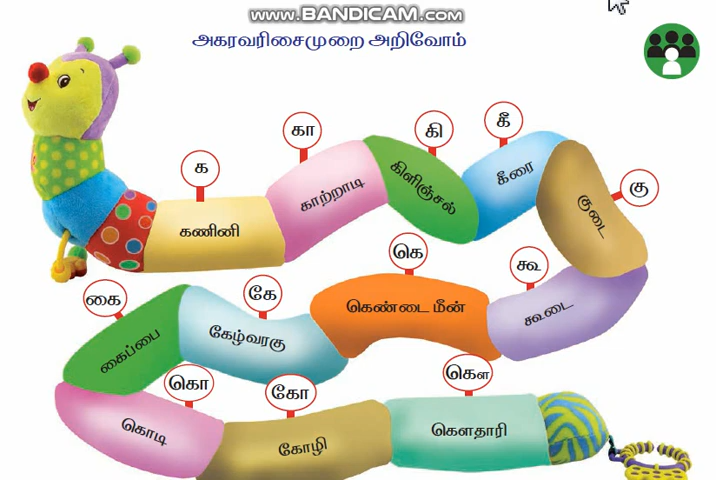 www.BANDICAM.com
அகரவரிசைமுறை அறிவோம்
க
கணினி
கா
காற்றாடி
கி
கிளிஞ்சல்
கீ
கீரை
கு
குடை
கூ
கூடை
கெ
கெண்டை மீன்
கே
கேழ்வரகு
கை
கைப்பை
கொ
கொடி
கோ
கோழி
கௌ
கௌதாரி